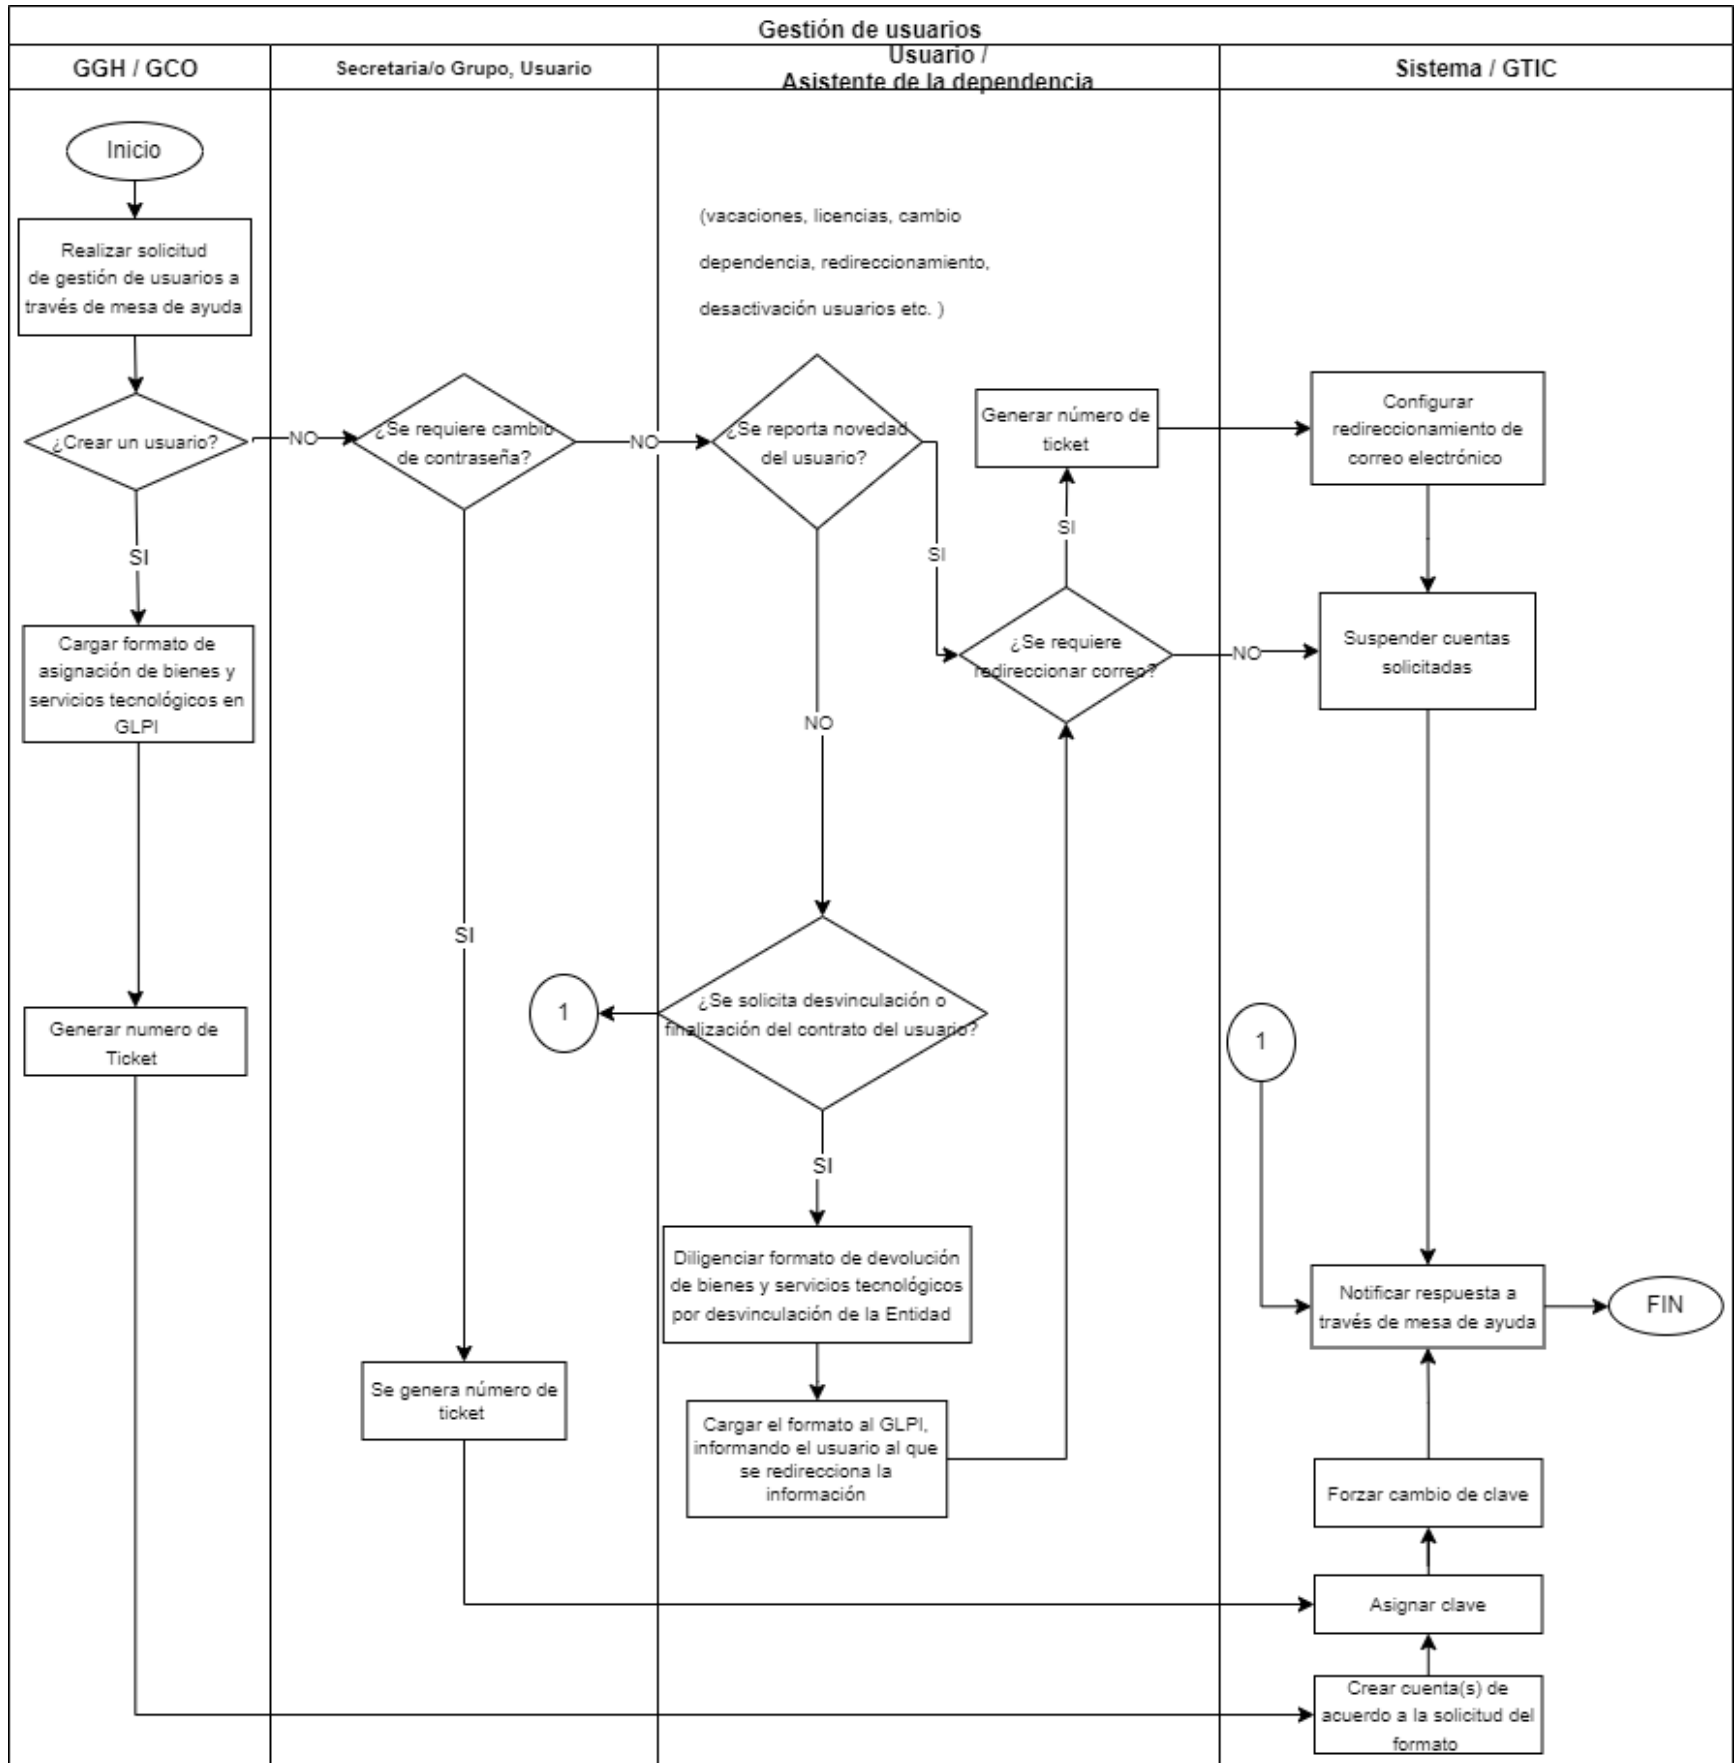 Gestión de usuarios
GGH / GCO
Secretaria/o Grupo, Usuario
Usuario /
Asistente de la dependencia
Sistema / GTIC
Inicio
Realizar solicitud
de gestión de usuarios a
través de mesa de ayuda
(vacaciones, licencias, cambio
dependencia, redireccionamiento,
desactivación usuarios etc. )
¿Crear un usuario?
NO
¿Se requiere cambio
de contraseña?
NO
¿Se reporta novedad
del usuario?
Generar número de
ticket
Configurar
redireccionamiento de
correo electrónico
SI
SI
SI
Cargar formato de
asignación de bienes y
servicios tecnológicos en
GLPI
¿Se requiere
redireccionar correo?
NO
Suspender cuentas
solicitadas
NO
SI
1
¿Se solicita desvinculación o
finalización del contrato del usuario?
1
Generar numero de
Ticket
SI
Diligenciar formato de devolución
de bienes y servicios tecnológicos
por desvinculación de la Entidad
Notificar respuesta a
través de mesa de ayuda
FIN
Se genera número de
ticket
Cargar el formato al GLPI,
informando el usuario al que
se redirecciona la
información
Forzar cambio de clave
Asignar clave
Crear cuenta(s) de
acuerdo a la solicitud del
formato